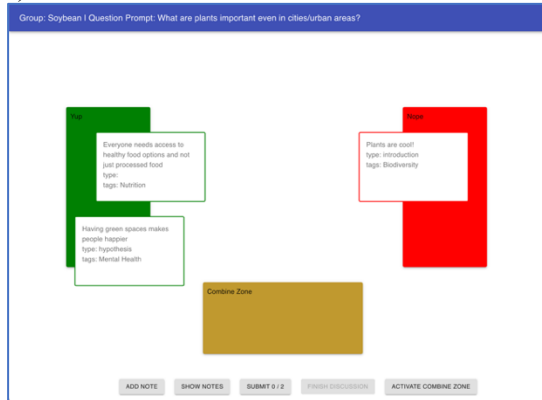 Group: Soybean I Question Prompt: What are plants important even in cities/urban areas?
Yup
Nope
Everyone needs access to
healthy food options and not
just processed food
type:
tags: Nutrition
Plants are cool!
type: introduction
tags: Biodiversity
Having green spaces makes
people happier
type: hypothesis
tags: Mental Health
Combine Zone
ADD NOTE
SHOW NOTES
SUBMIT 0 / 2
FINISH DISCUSSION
ACTIVATE COMBINE ZONE